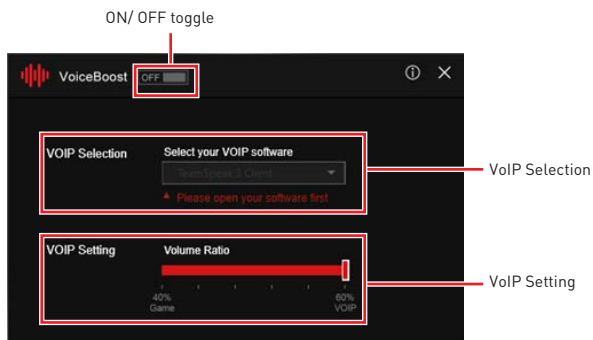 ON/ OFF toggle
VoiceBoost OFF
VOIP Selection
Select your VOIP software
TeamSpeak 3 Client
Please open your software first
VoIP Selection
VOIP Setting
Volume Ratio
VoIP Setting
40% 60%
Game VOIP